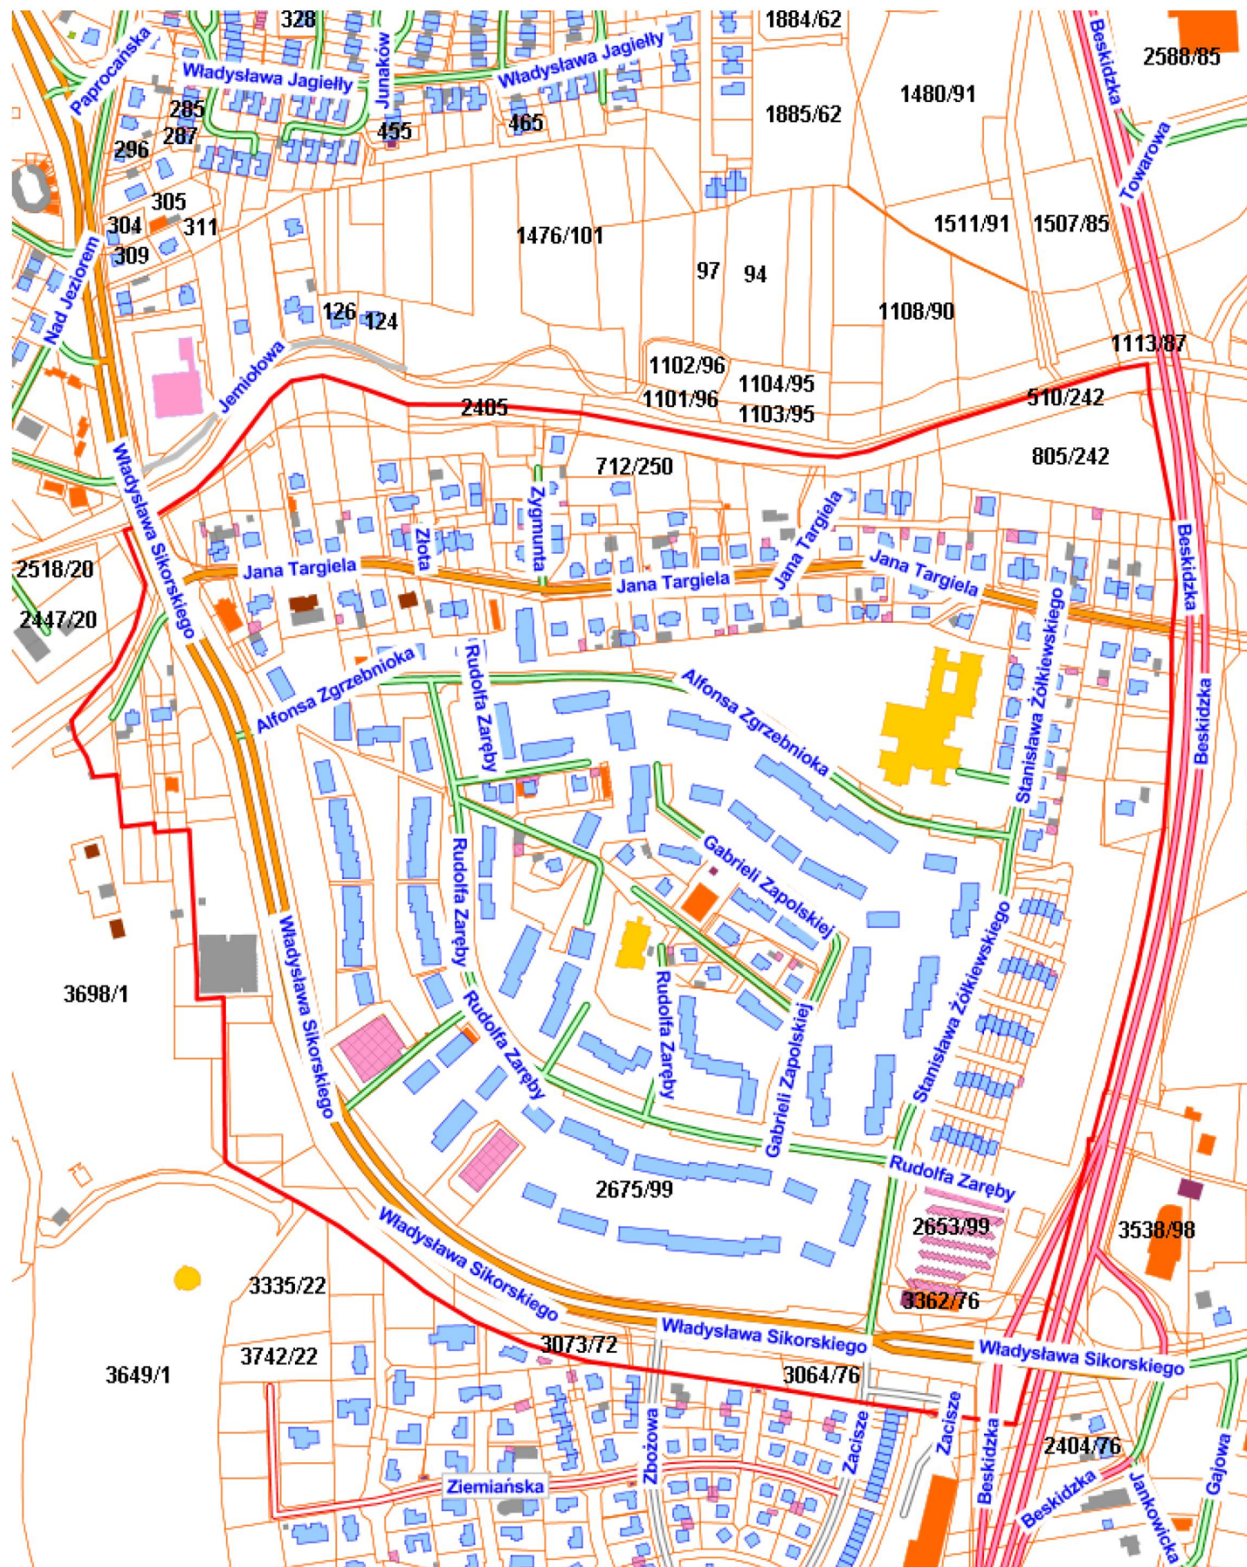 328
1884/62
Beskidzka
2588/85
Paprocańska
Władysława Jagiełły
Junaków
Władysława Jagiełły
1480/91
285
287
296
455
465
1885/62
Towarowa
305
304
311
309
1476/101
1511/91
1507/85
Nad Jeziorem
97
94
126
124
1108/90
1113/87
Jemiołowa
1102/96
1104/95
1101/96
1103/95
2405
510/242
Władysława Sikorskiego
712/250
805/242
Zygmunta
Złota
Jana Targiela
Jana Targiela
Jana Targiela
Jana Targiela
Beskidzka
2518/20
2447/20
Alfonsa Zgrzebnioka
Rudolfa Zaręby
Alfonsa Zgrzebnioka
Stanisława Żółkiewskiego
Beskidzka
Rudolfa Zaręby
Gabrieli Zapolskiej
Władysława Sikorskiego
3698/1
Rudolfa Zaręby
Rudolfa Zaręby
Gabrieli Zapolskiej
Stanisława Żółkiewskiego
Rudolfa Zaręby
2675/99
2653/99
3538/98
Władysława Sikorskiego
3335/22
3362/76
3073/72
Władysława Sikorskiego
Władysława Sikorskiego
3742/22
3649/1
3064/76
Zbożowa
Zacisze
Zacisze
Beskidzka
2404/76
Ziemiańska
Beskidzka
Jankowicka
Gajowa